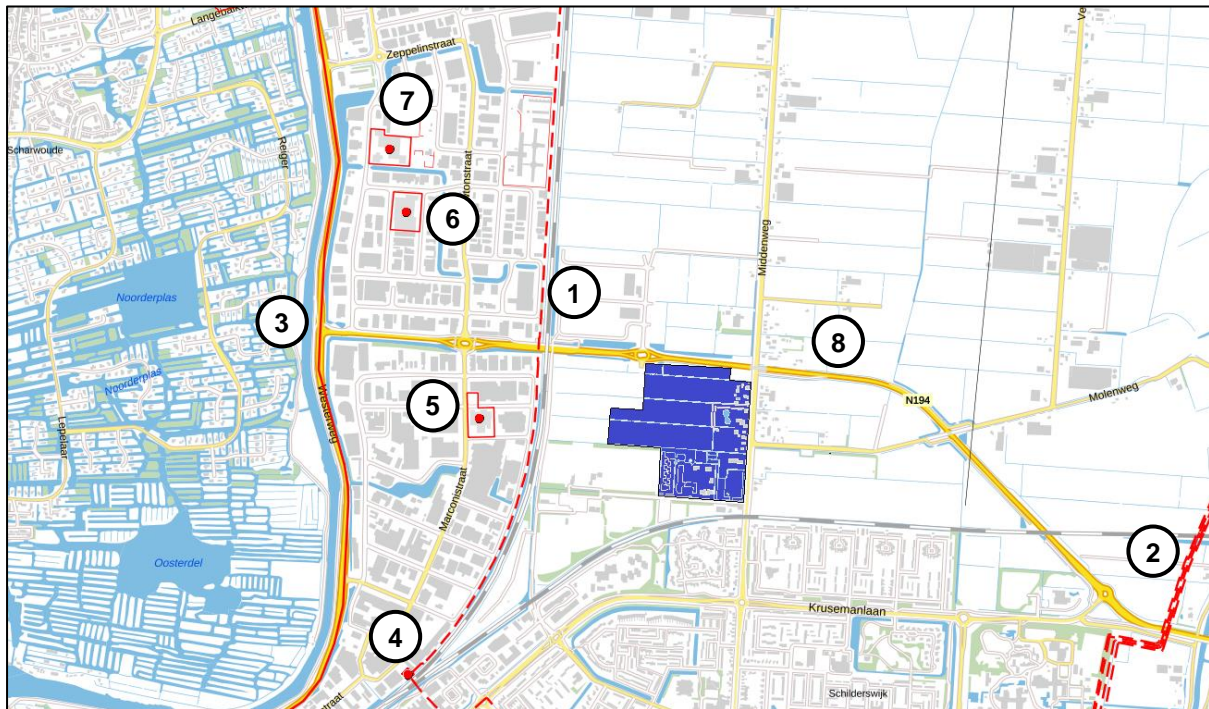 Langebalk
Zeppelinstraat
7
Scharwoude
Reiger
6
Middenweg
Noorderplas
3
1
8
Noorderplas
N194
Molenweg
Westerweg
5
Lepelaar
Marconistraat
Oosterdel
2
Krusemanlaan
4
Schilderswijk
straat